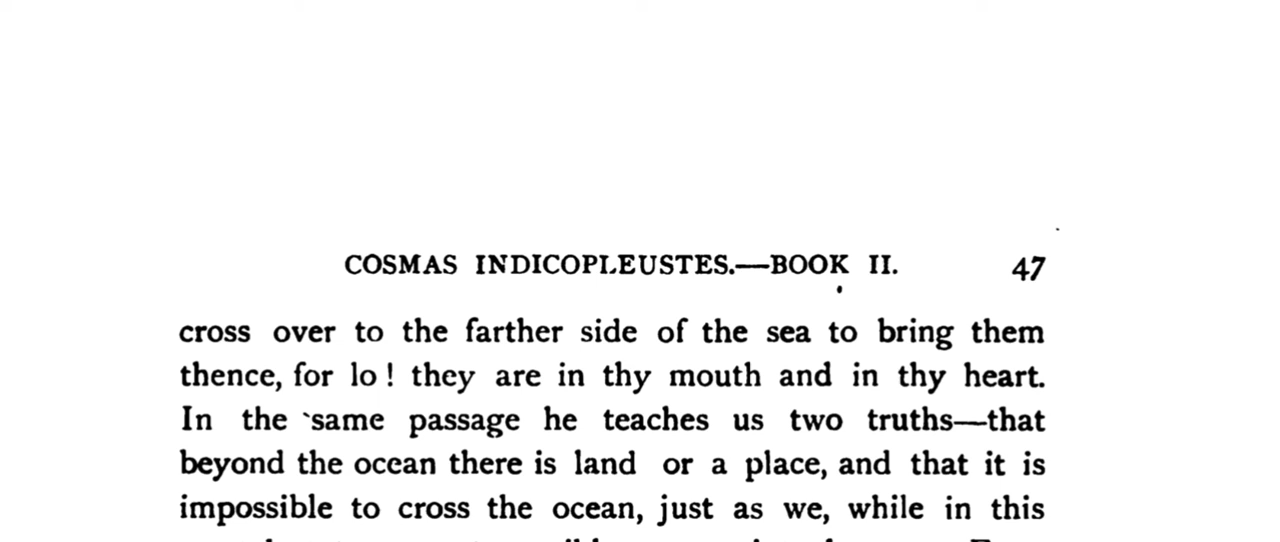 COSMAS INDICOPLEUSTES.—BOOK II. 47
cross over to the farther side of the sea to bring them
thence, for lo ! they are in thy mouth and in thy heart.
In the same passage he teaches us two truths—that
beyond the ocean there is land or a place, and that it is
impossible to cross the ocean, just as we, while in this